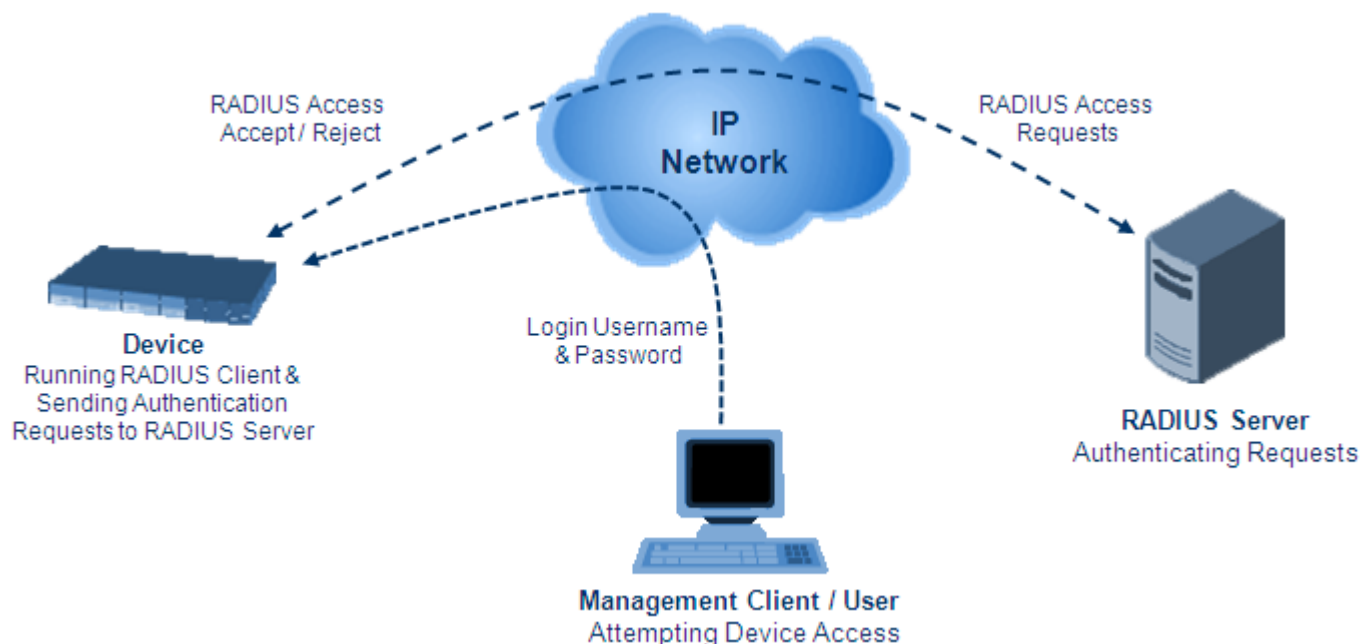 RADIUS Access
Accept / Reject
IP
Network
RADIUS Access
Requests
Login Username
& Password
Device
Running RADIUS Client &
Sending Authentication
Requests to RADIUS Server
RADIUS Server
Authenticating Requests
Management Client / User
Attempting Device Access